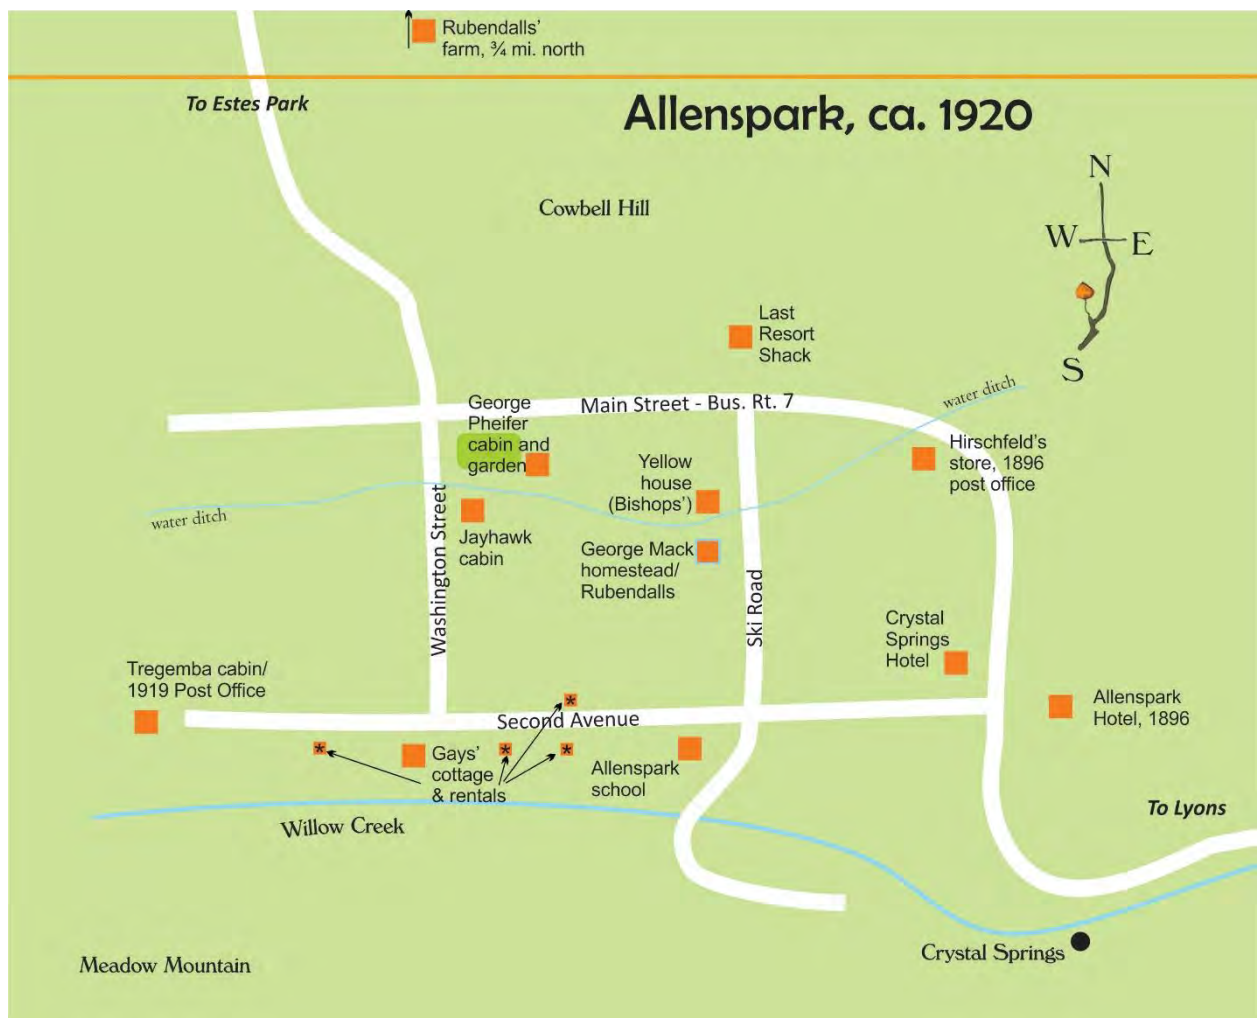 Rubendalls’
farm, ¾ mi. north
To Estes Park
Allenspark, ca. 1920
Cowbell Hill
N
W
E
S
Last
Resort
Shack
water ditch
Main Street - Bus. Rt. 7
George
Pheifer
cabin and
garden
Hirschfeld’s
store, 1896
post office
Yellow
house
(Bishops’)
water ditch
Washington Street
Jayhawk
cabin
George Mack
homestead/
Rubendalls
Ski Road
Crystal
Springs
Hotel
Tregemba cabin/
1919 Post Office
Allenspark
Hotel, 1896
Second Avenue
*
*
*
*
Gays’
cottage
& rentals
Allenspark
school
Willow Creek
To Lyons
Crystal Springs
Meadow Mountain